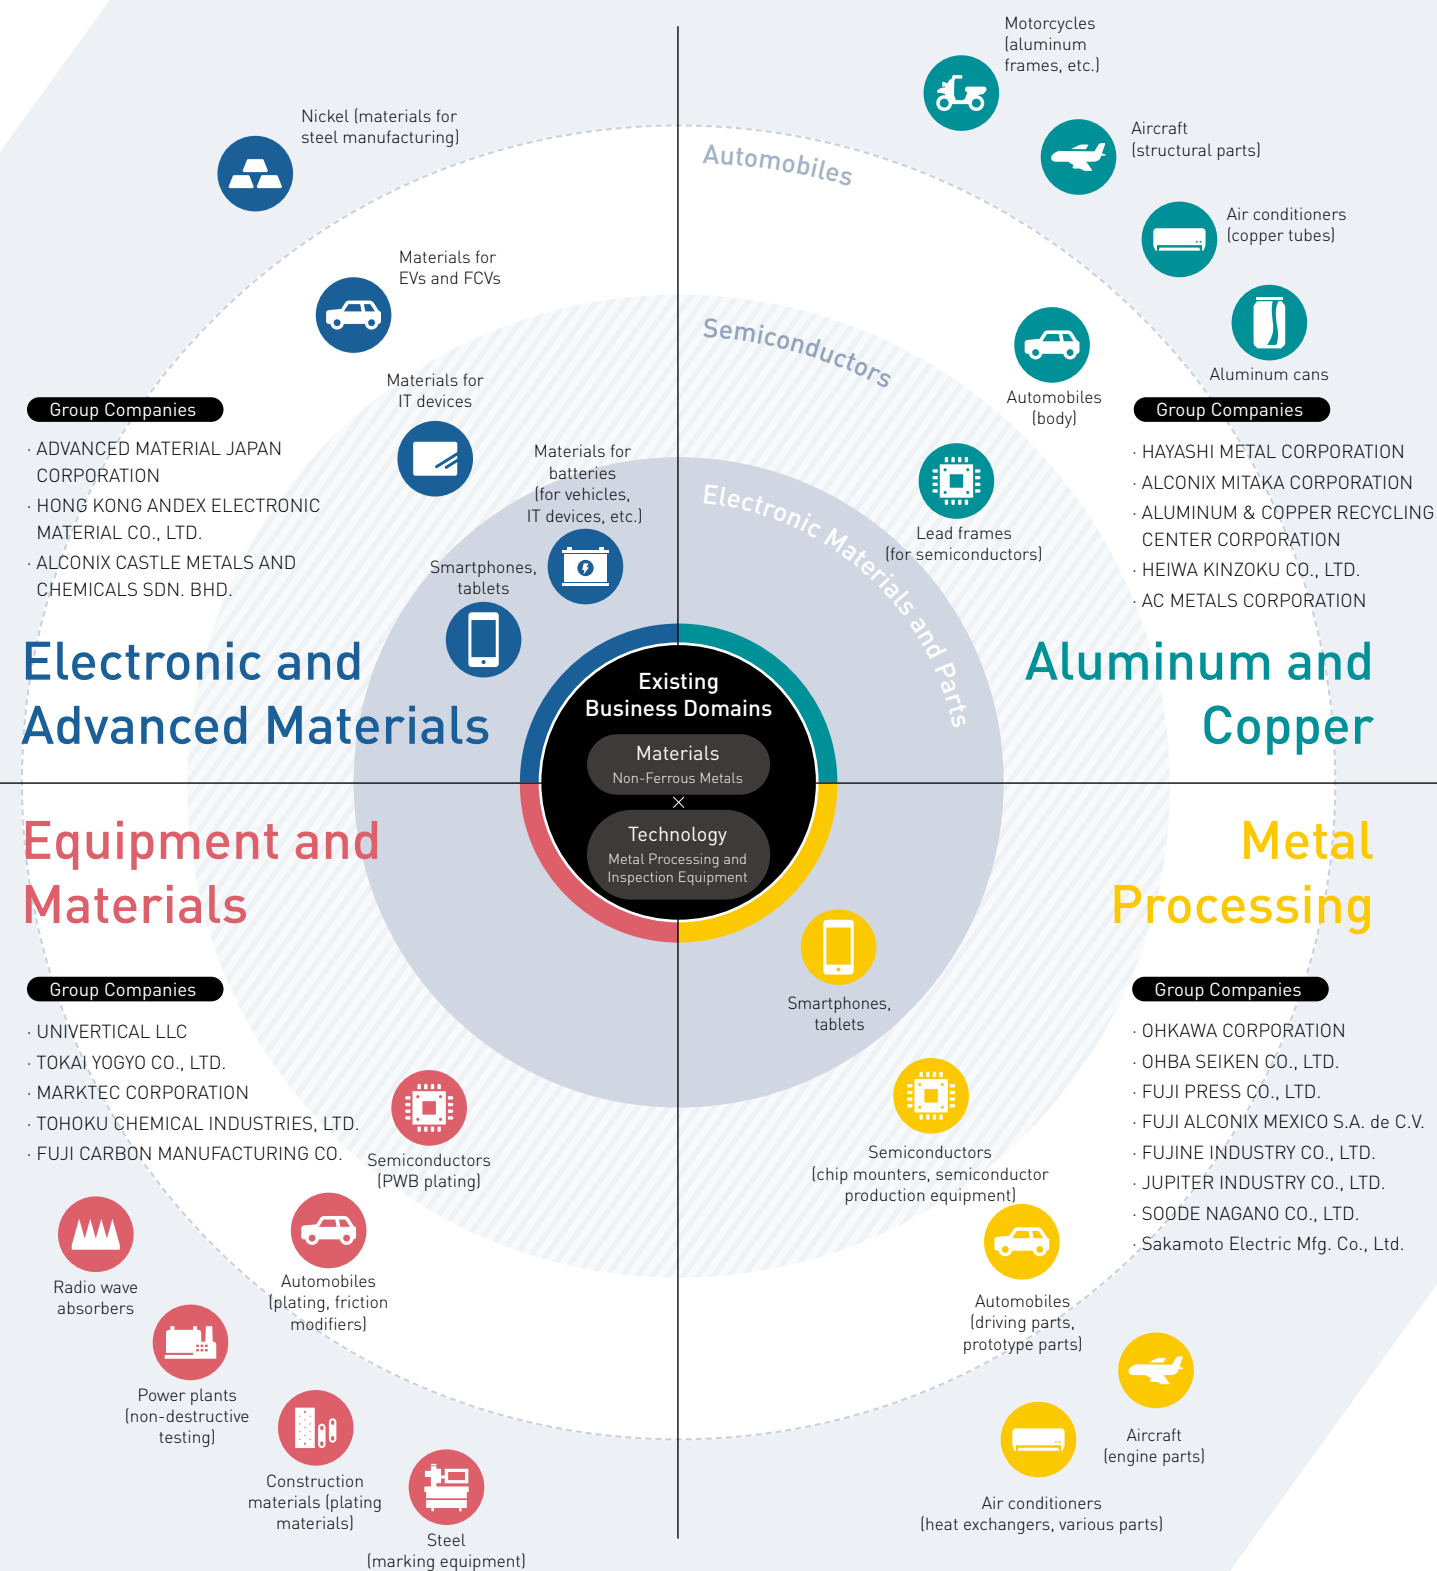 Nickel (materials for
steel manufacturing)
Materials for
EVs and FCVs
Materials for
IT devices
Materials for
batteries
(for vehicles,
IT devices, etc.)
Smartphones,
tablets
Group Companies
· ADVANCED MATERIAL JAPAN
CORPORATION
· HONG KONG ANDEX ELECTRONIC
MATERIAL CO., LTD.
· ALCONIX CASTLE METALS AND
CHEMICALS SDN. BHD.
Electronic and
Advanced Materials
Automobiles
Semiconductors
Electronic Materials and Parts
Motorcycles
(aluminum
frames, etc.)
Aircraft
(structural parts)
Air conditioners
(copper tubes)
Aluminum cans
Automobiles
(body)
Lead frames
(for semiconductors)
Group Companies
· HAYASHI METAL CORPORATION
· ALCONIX MITAKA CORPORATION
· ALUMINUM & COPPER RECYCLING
CENTER CORPORATION
· HEIWA KINZOKU CO., LTD.
· AC METALS CORPORATION
Aluminum and
Copper
Existing
Business Domains
Materials
Non-Ferrous Metals
×
Technology
Metal Processing and
Inspection Equipment
Equipment and
Materials
Group Companies
· UNIVERTICAL LLC
· TOKAI YOGYO CO., LTD.
· MARKTEC CORPORATION
· TOHOKU CHEMICAL INDUSTRIES, LTD.
· FUJI CARBON MANUFACTURING CO.
Semiconductors
(PWB plating)
Automobiles
(plating, friction
modifiers)
Radio wave
absorbers
Power plants
(non-destructive
testing)
Construction
materials (plating
materials)
Steel
(marking equipment)
Metal
Processing
Group Companies
· OHKAWA CORPORATION
· OHBA SEIKEN CO., LTD.
· FUJI PRESS CO., LTD.
· FUJI ALCONIX MEXICO S.A. de C.V.
· FUJINE INDUSTRY CO., LTD.
· JUPITER INDUSTRY CO., LTD.
· SOODE NAGANO CO., LTD.
· Sakamoto Electric Mfg. Co., Ltd.
Smartphones,
tablets
Semiconductors
(chip mounters, semiconductor
production equipment)
Automobiles
(driving parts,
prototype parts)
Aircraft
(engine parts)
Air conditioners
(heat exchangers, various parts)